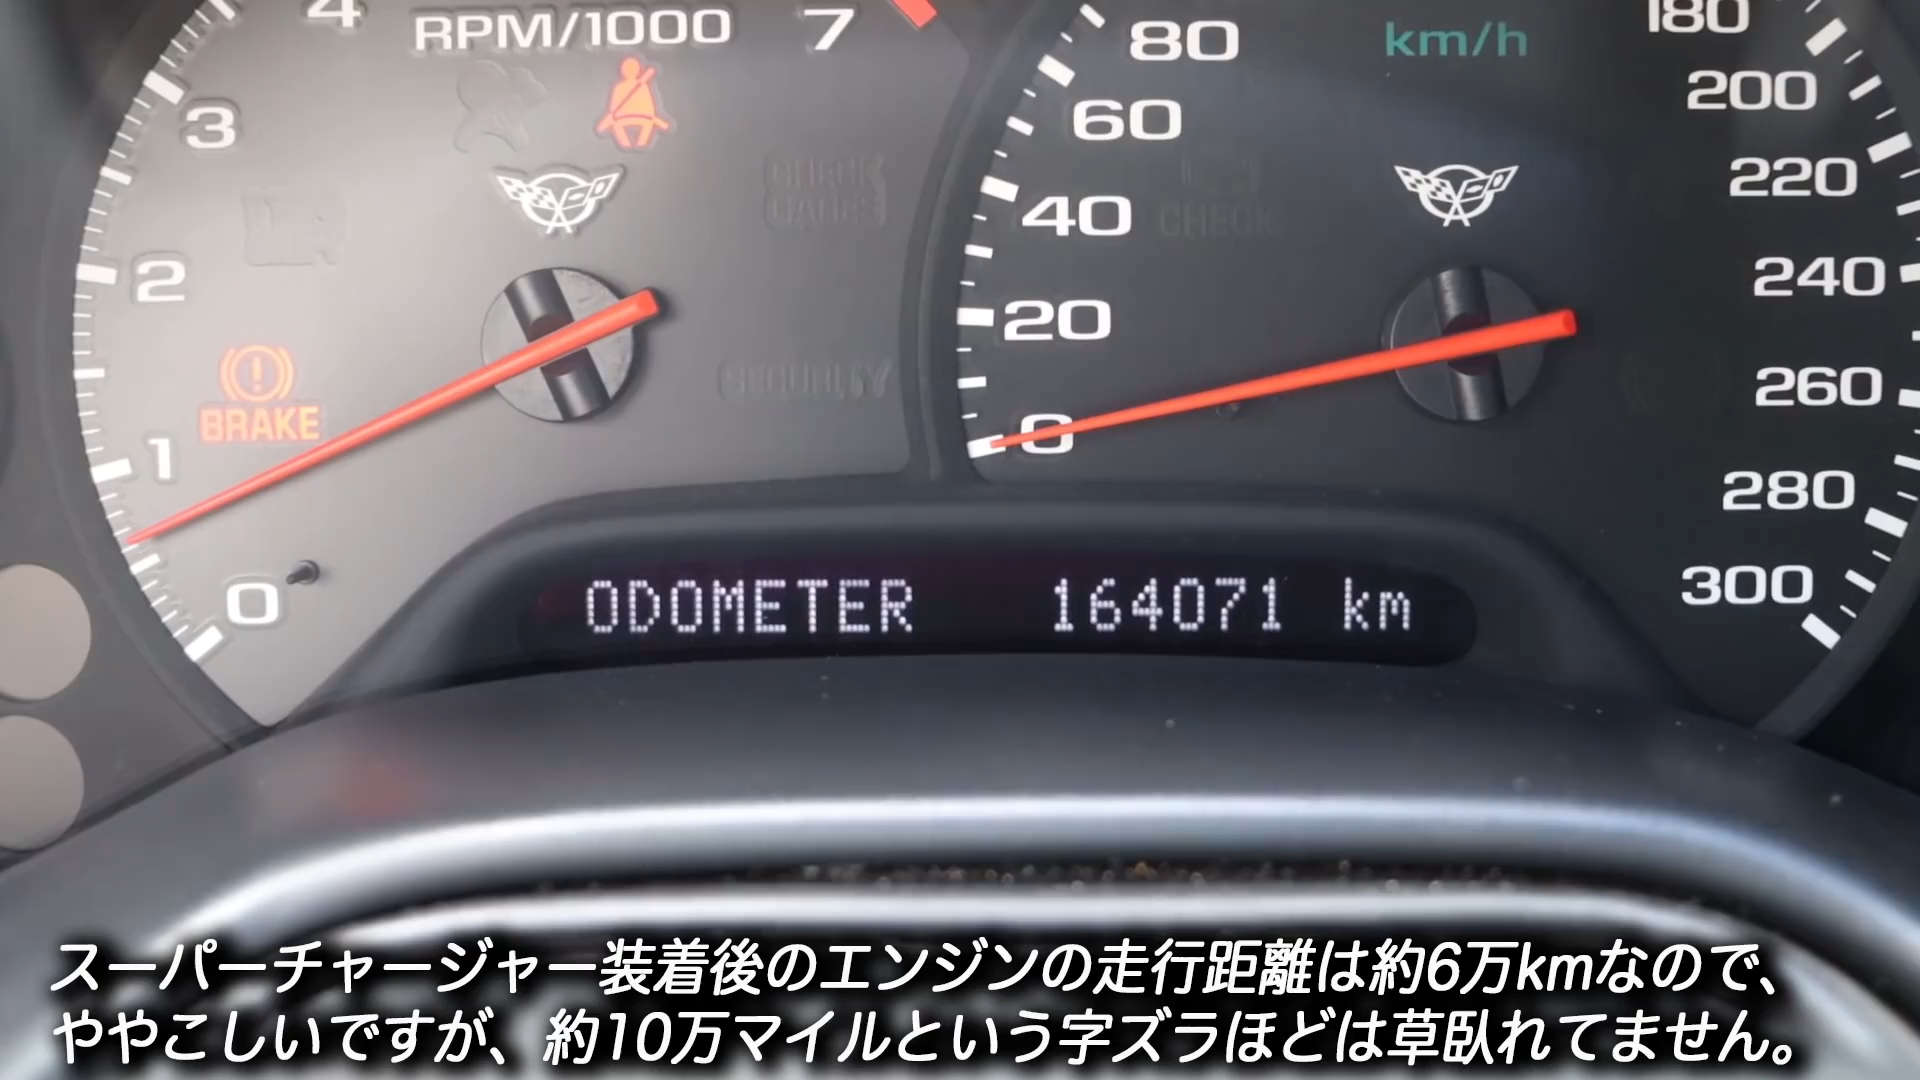 4
RPM/1000
7
3
2
BRAKE
1
0
CHECK
GAGES
SECURITY
80
km/h
180
60
200
40
CHECK
220
20
240
0
260
280
300
ODOMETER 164071 km
スーパーチャージャー装着後のエンジンの走行距離は約6万kmなので、
ややこしいですが、約10万マイルという字ズラほどは草臥れてません。